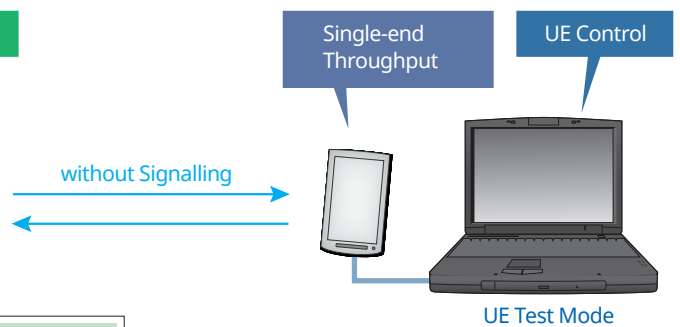 Single-end
Throughput
UE Control
without Signalling
UE Test Mode